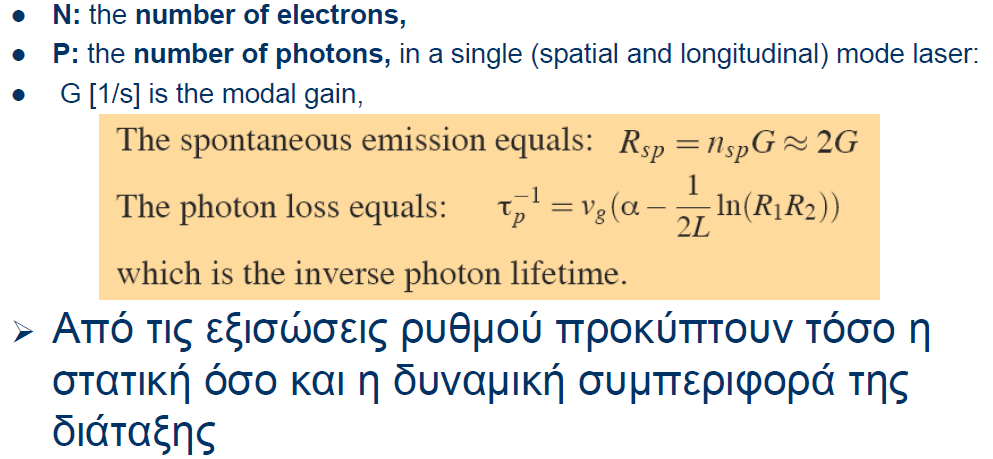 ● N: the number of electrons,
● P: the number of photons, in a single (spatial and longitudinal) mode laser:
● G [1/s] is the modal gain,
The spontaneous emission equals: R_{sp} = n_{sp}G ≈ 2G
The photon loss equals: τ_p^{-1} = v_g(α − \frac{1}{2L} ln(R_1R_2))
which is the inverse photon lifetime.
➢ Από τις εξισώσεις ρυθμού προκύπτουν τόσο η
στατική όσο και η δυναμική συμπεριφορά της
διάταξης